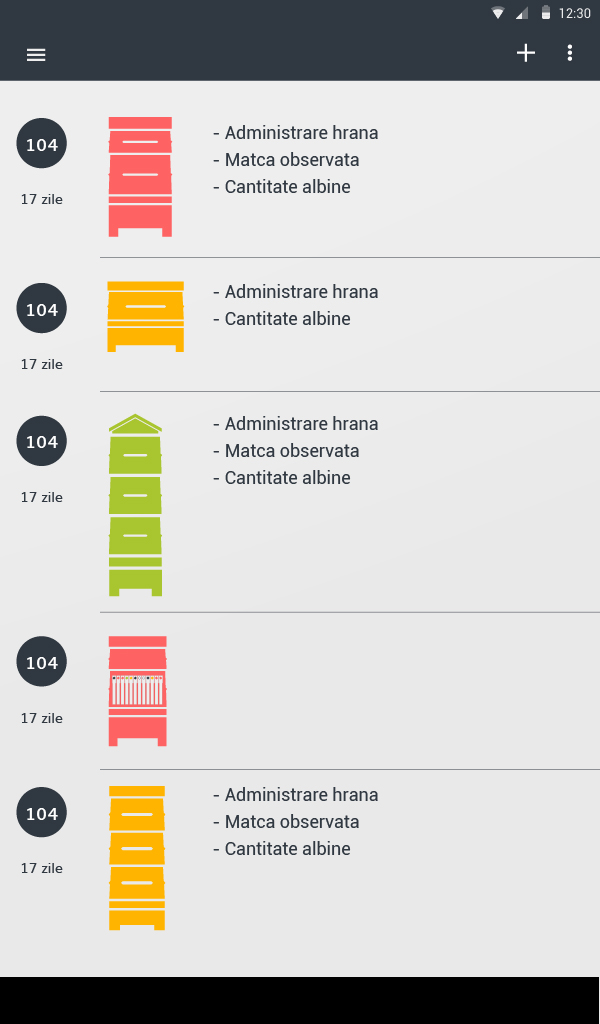 12:30
104
17 zile
- Administrare hrana
- Matca observata
- Cantitate albine
104
17 zile
- Administrare hrana
- Cantitate albine
104
17 zile
- Administrare hrana
- Matca observata
- Cantitate albine
104
17 zile
104
17 zile
- Administrare hrana
- Matca observata
- Cantitate albine